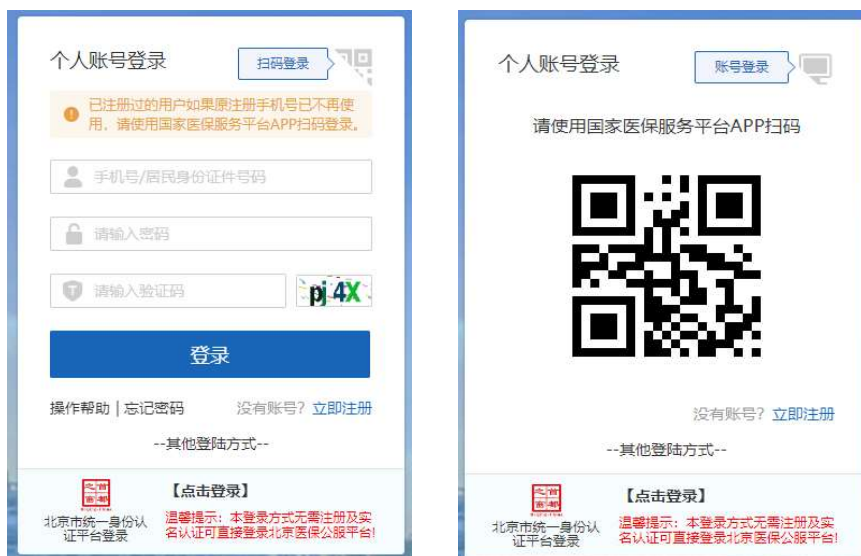 个人账号登录
扫码登录
已注册过的用户如果原注册手机号已不再使
用，请使用国家医保服务平台APP扫码登录。
手机号/居民身份证件号码
请输入密码
请输入验证码
pj4X
登录
操作帮助|忘记密码
没有账号？立即注册
--其他登陆方式--
首都之窗
北京市统一身份认
证平台登录
【点击登录】
温馨提示：本登录方式无需注册及实
名认证可直接登录北京医保公服平台!
个人账号登录
账号登录
请使用国家医保服务平台APP扫码
没有账号？立即注册
--其他登陆方式--
首都之窗
北京市统一身份认
证平台登录
【点击登录】
温馨提示：本登录方式无需注册及实
名认证可直接登录北京医保公服平台!